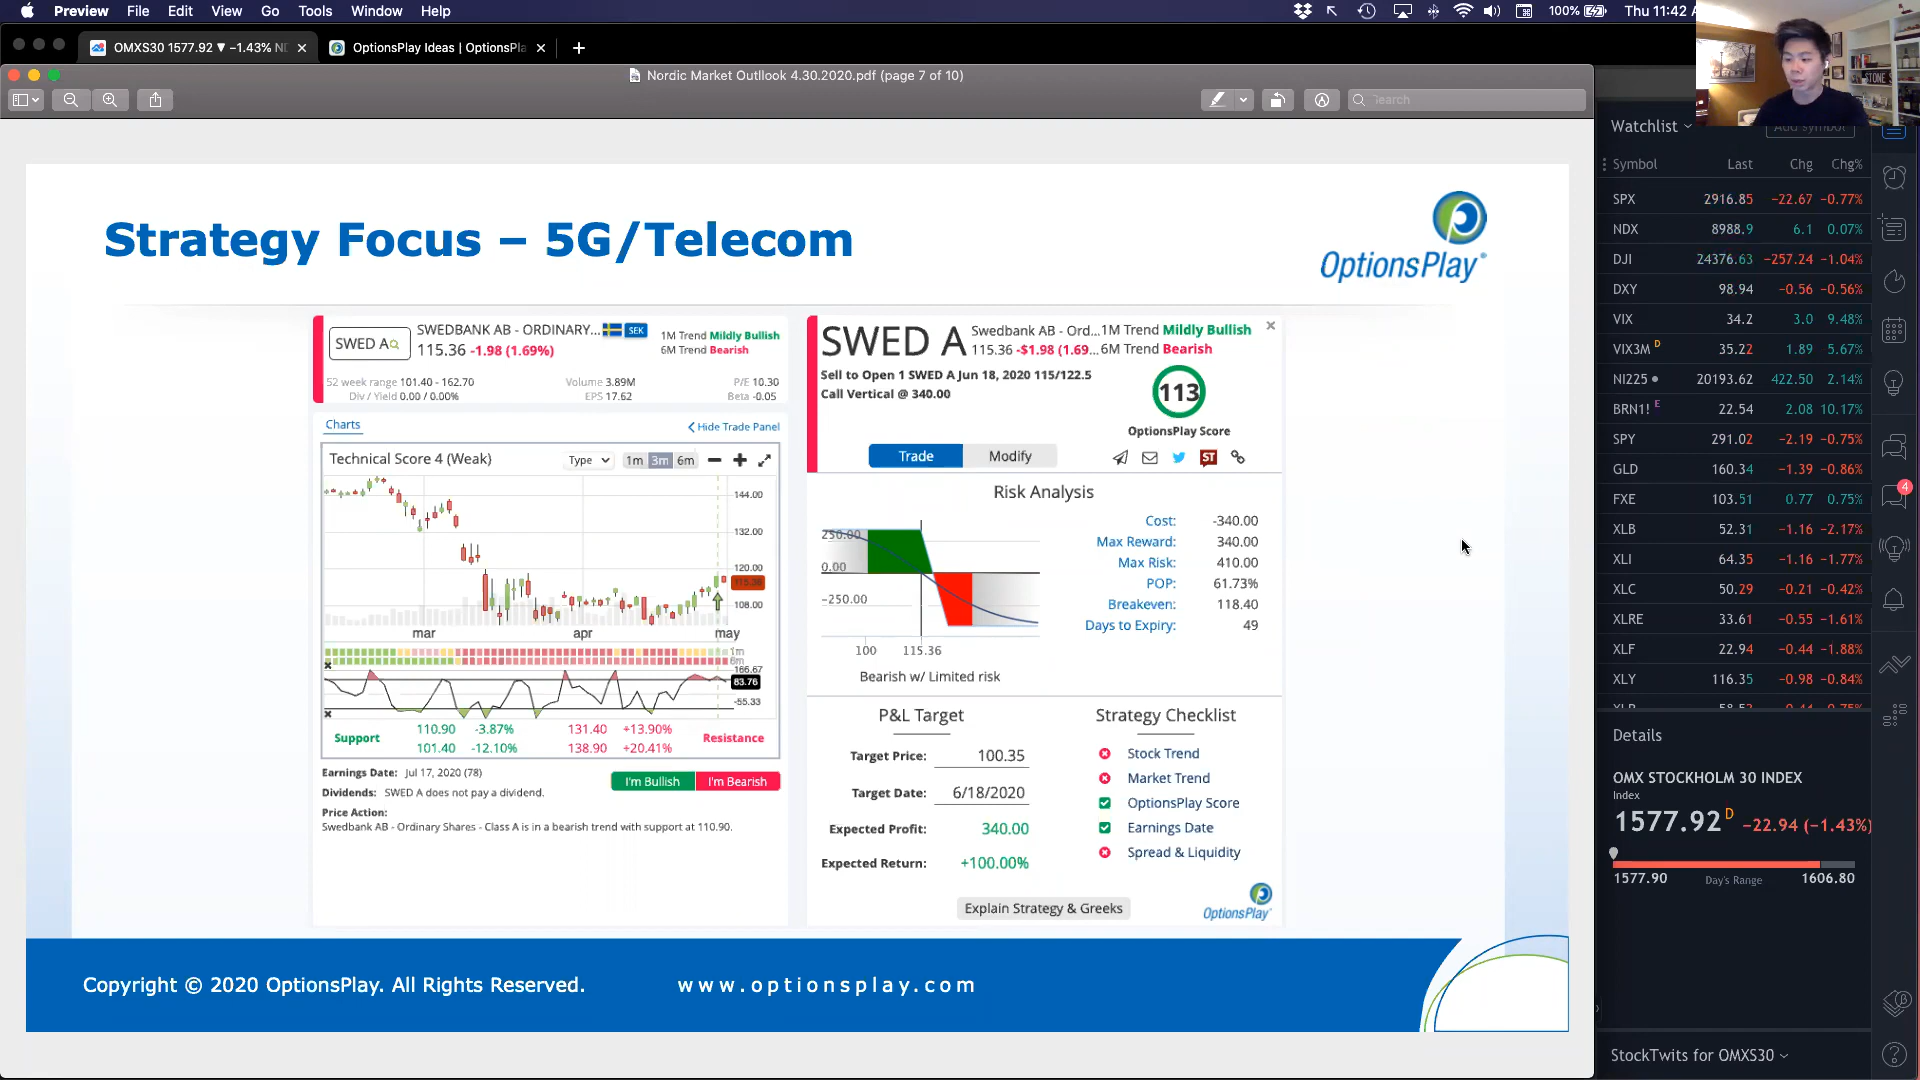 Preview File Edit View Go Tools Window Help
100% Thu 11:42
OMXS30 1577.92 ▼ −1.43%
OptionsPlay Ideas | OptionsPla
Nordic Market Outllook 4.30.2020.pdf (page 7 of 10)
Search
Strategy Focus – 5G/Telecom
OptionsPlay
SWED A
SWEDBANK AB - ORDINARY...
SEK
115.36 -1.98 (1.69%)
1M Trend Mildly Bullish
6M Trend Bearish
52 week range 101.40 - 162.70
Volume 3.89M
P/E 10.30
Div / Yield 0.00 / 0.00%
EPS 17.62
Beta -0.05
Charts
Hide Trade Panel
Technical Score 4 (Weak)
Type
1m 3m 6m
144.00
132.00
120.00
115.36
108.00
mar apr may
1m
6m
166.67
83.76
-55.33
Support
110.90 -3.87%
101.40 -12.10%
131.40 +13.90%
138.90 +20.41%
Resistance
Earnings Date: Jul 17, 2020 (78)
Dividends: SWED A does not pay a dividend.
I'm Bullish
I'm Bearish
Price Action:
Swedbank AB - Ordinary Shares - Class A is in a bearish trend with support at 110.90.
SWED A
Swedbank AB - Ord...
1M Trend Mildly Bullish
115.36 -$1.98 (1.69...
6M Trend Bearish
Sell to Open 1 SWED A Jun 18, 2020 115/122.5
Call Vertical @ 340.00
113
OptionsPlay Score
Trade
Modify
ST
Risk Analysis
250.00
0.00
−250.00
100 115.36
Bearish w/ Limited risk
Cost: -340.00
Max Reward: 340.00
Max Risk: 410.00
POP: 61.73%
Breakeven: 118.40
Days to Expiry: 49
P&L Target
Target Price: 100.35
Target Date: 6/18/2020
Expected Profit: 340.00
Expected Return: +100.00%
Strategy Checklist
Stock Trend
Market Trend
OptionsPlay Score
Earnings Date
Spread & Liquidity
Explain Strategy & Greeks
OptionsPlay
Copyright © 2020 OptionsPlay. All Rights Reserved.
www.optionsplay.com
STONE
Watchlist
Add symbol
Symbol Last Chg Chg%
SPX 2916.85 −22.67 −0.77%
NDX 8988.9 6.1 0.07%
DJI 24376.63 −257.24 −1.04%
DXY 98.94 −0.56 −0.56%
VIX 34.2 3.0 9.48%
VIX3M D 35.22 1.89 5.67%
NI225 20193.62 422.50 2.14%
BRN1! E 22.54 2.08 10.17%
SPY 291.02 −2.19 −0.75%
GLD 160.34 −1.39 −0.86%
FXE 103.51 0.77 0.75%
XLB 52.31 −1.16 −2.17%
XLI 64.35 −1.16 −1.77%
XLC 50.29 −0.21 −0.42%
XLRE 33.61 −0.55 −1.61%
XLF 22.94 −0.44 −1.88%
XLY 116.35 −0.98 −0.84%
4
Details
OMX STOCKHOLM 30 INDEX
Index
1577.92 D −22.94 (−1.43%)
1577.90 Day's Range 1606.80
StockTwits for OMXS30